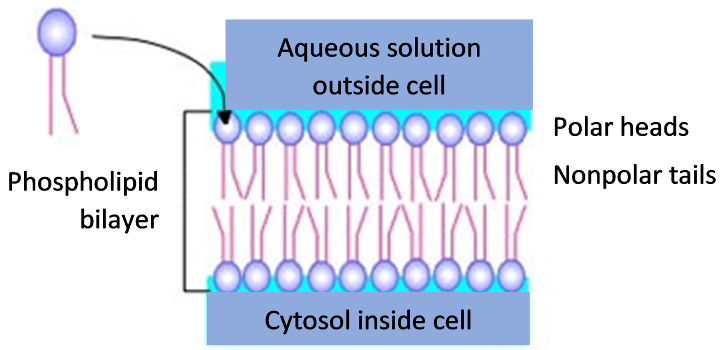 Aqueous solution
outside cell
Polar heads
Nonpolar tails
Phospholipid
bilayer
Cytosol inside cell